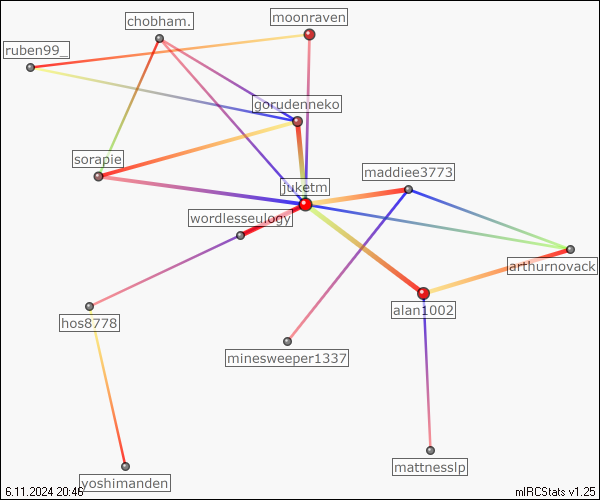 moonraven
chobham.
ruben99_
gorudenneko
sorapie
maddiee3773
juketm
wordlesseulogy
arthurnovack
alan1002
hos8778
minesweeper1337
mattnesslp
yoshimanden
6.11.2024 20:46
mIRCStats v1.25